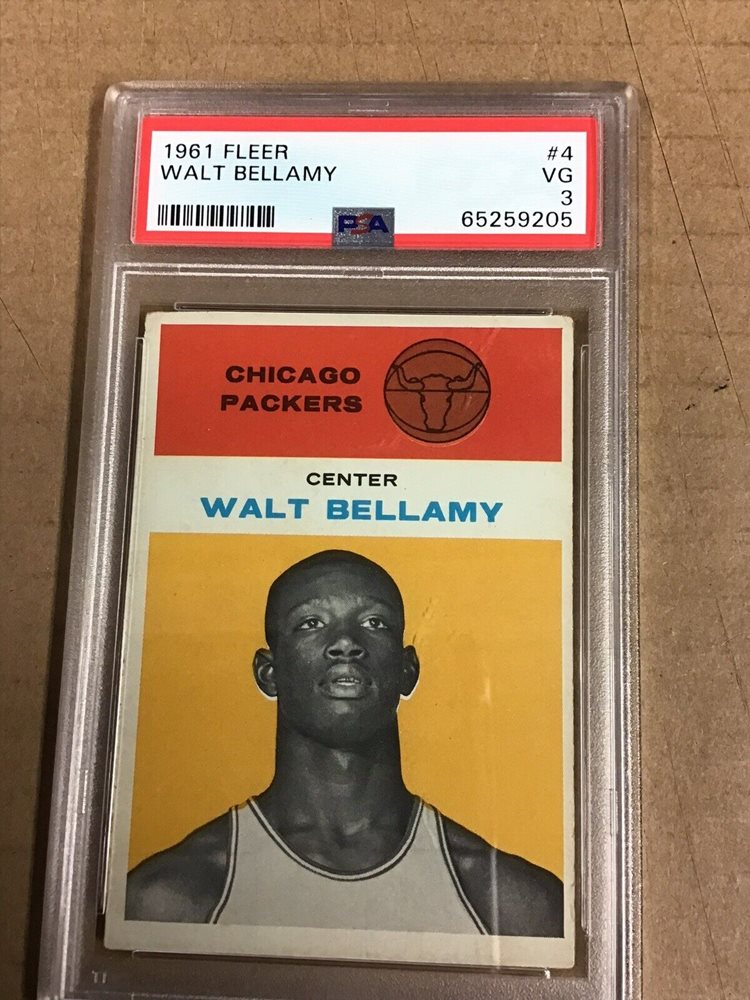 1961 FLEER #4
WALT BELLAMY VG
3
PSA 65259205
CHICAGO
PACKERS
CENTER
WALT BELLAMY